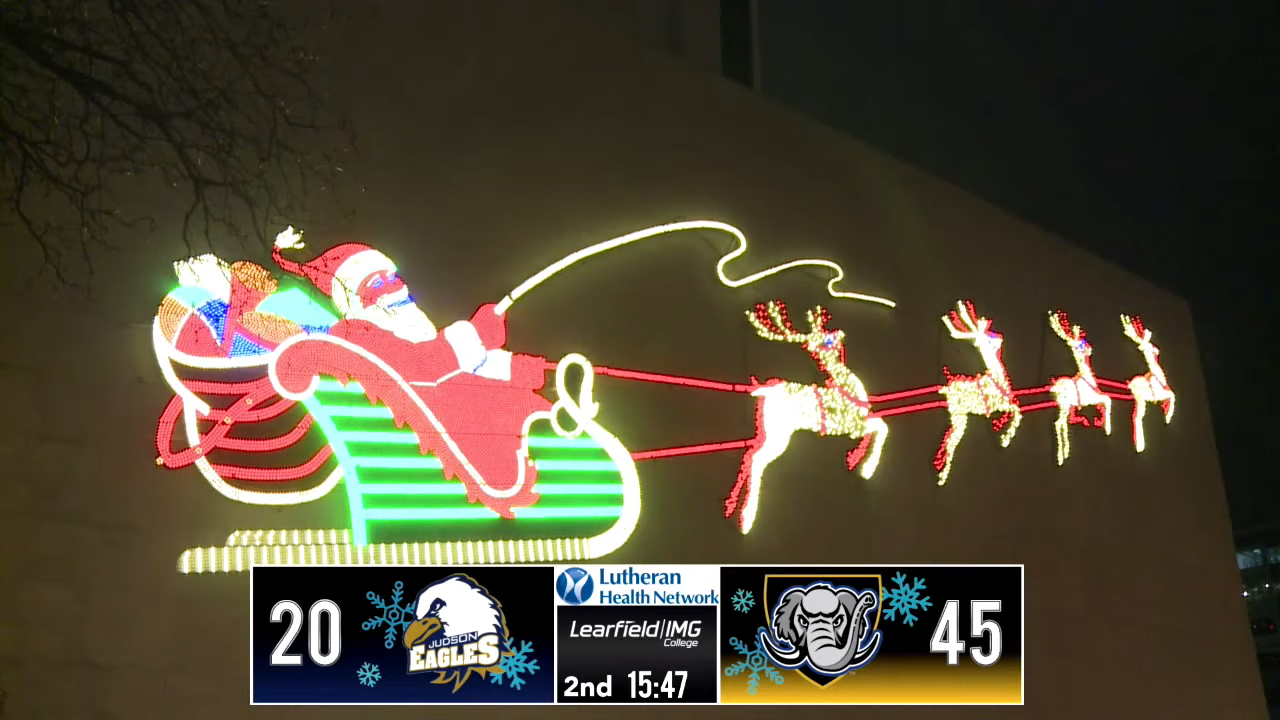 20
JUDSON
EAGLES
Lutheran
Health Network
Learfield|IMG
College
2nd 15:47
45